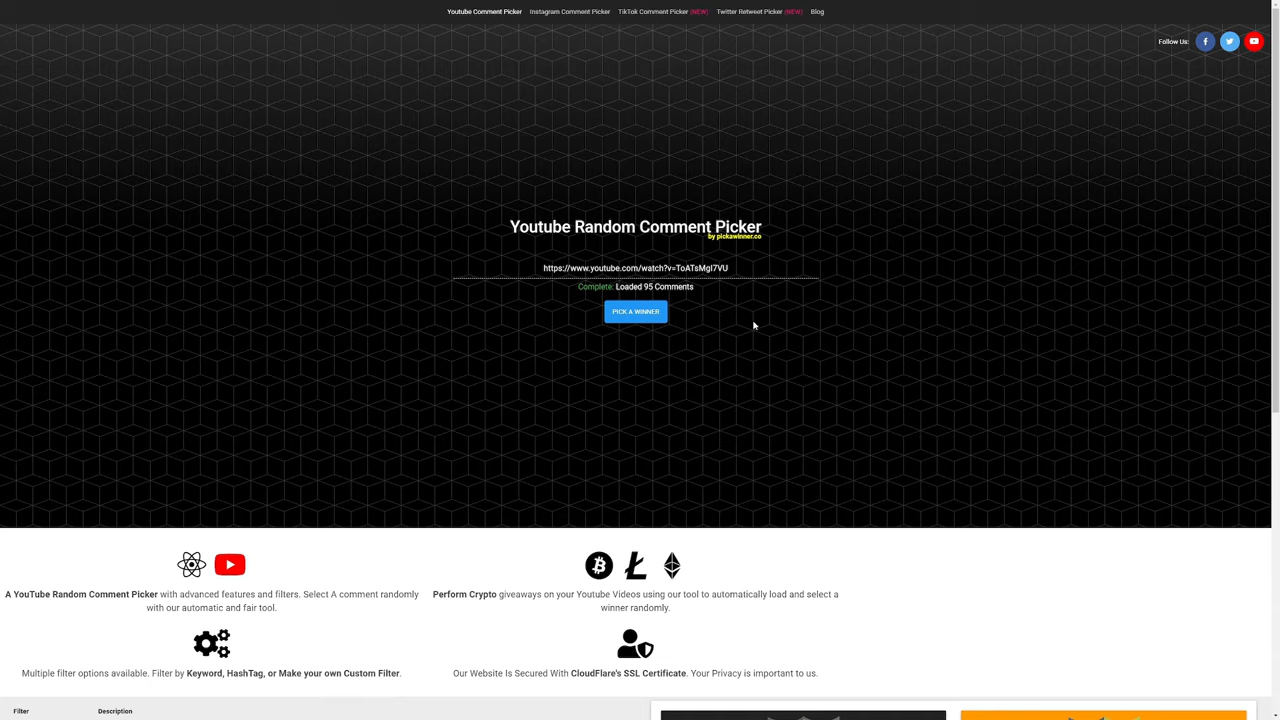 Youtube Comment Picker Instagram Comment Picker TikTok Comment Picker (NEW) Twitter Retweet Picker (NEW) Blog
Follow Us:
Youtube Random Comment Picker
by pickawinner.co
https://www.youtube.com/watch?v=ToATsMgI7VU
Complete: Loaded 95 Comments
PICK A WINNER
A YouTube Random Comment Picker with advanced features and filters. Select A comment randomly
with our automatic and fair tool.
Perform Crypto giveaways on your Youtube Videos using our tool to automatically load and select a
winner randomly.
Multiple filter options available. Filter by Keyword, HashTag, or Make your own Custom Filter.
Our Website Is Secured With CloudFlare's SSL Certificate. Your Privacy is important to us.
Filter Description